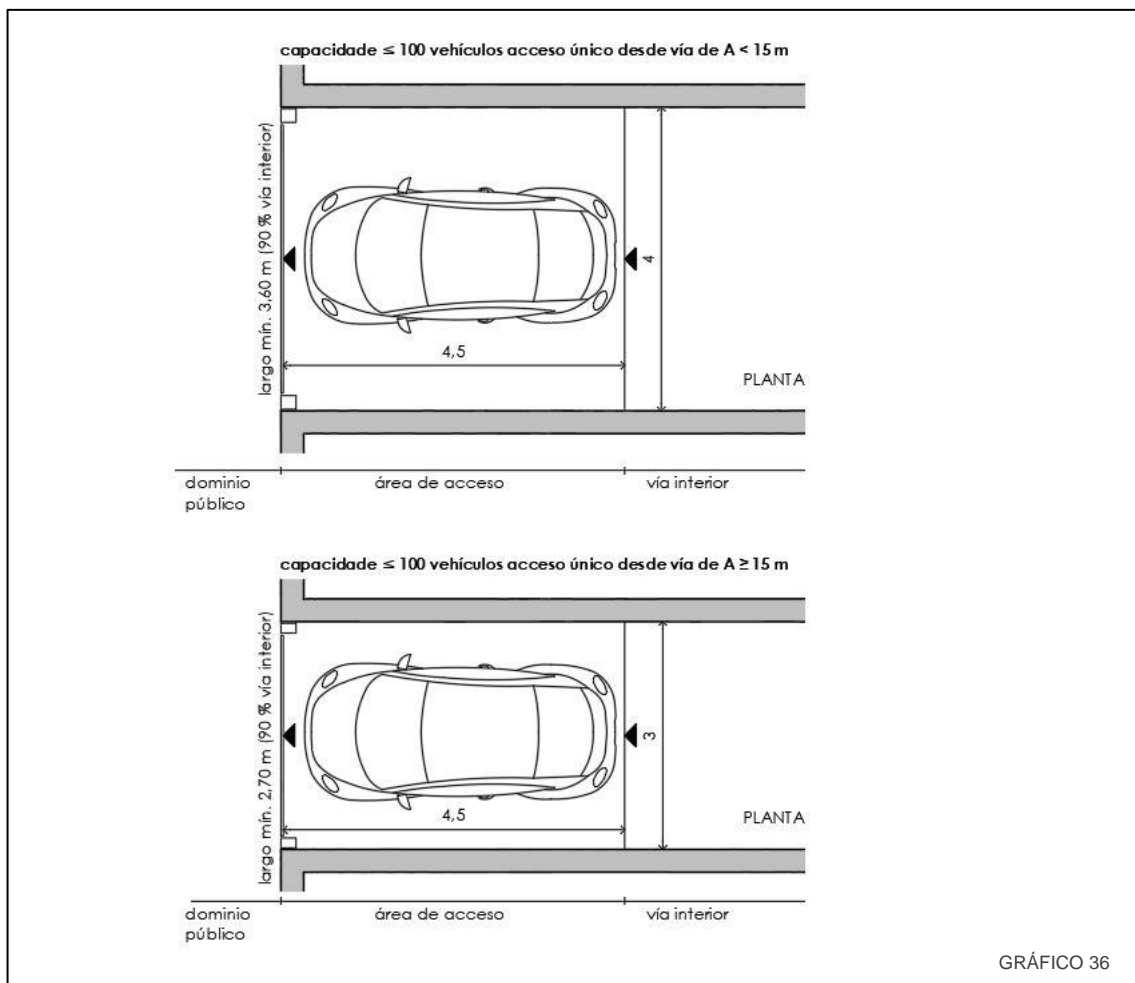 capacidade ≤ 100 vehículos acceso único desde vía de A < 15 m
largo mín. 3,60 m (90 % vía interior)
4
4,5
PLANTA
dominio
público
área de acceso
vía interior
capacidade ≤ 100 vehículos acceso único desde vía de A ≥ 15 m
largo mín. 2,70 m (90 % vía interior)
3
4,5
PLANTA
dominio
público
área de acceso
vía interior
GRÁFICO 36